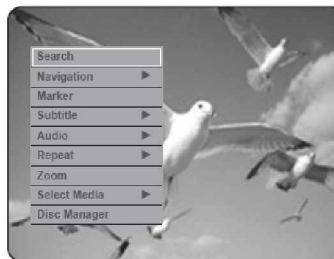 Search
Navigation ►
Marker
Subtitle ►
Audio ►
Repeat ►
Zoom
Select Media ►
Disc Manager